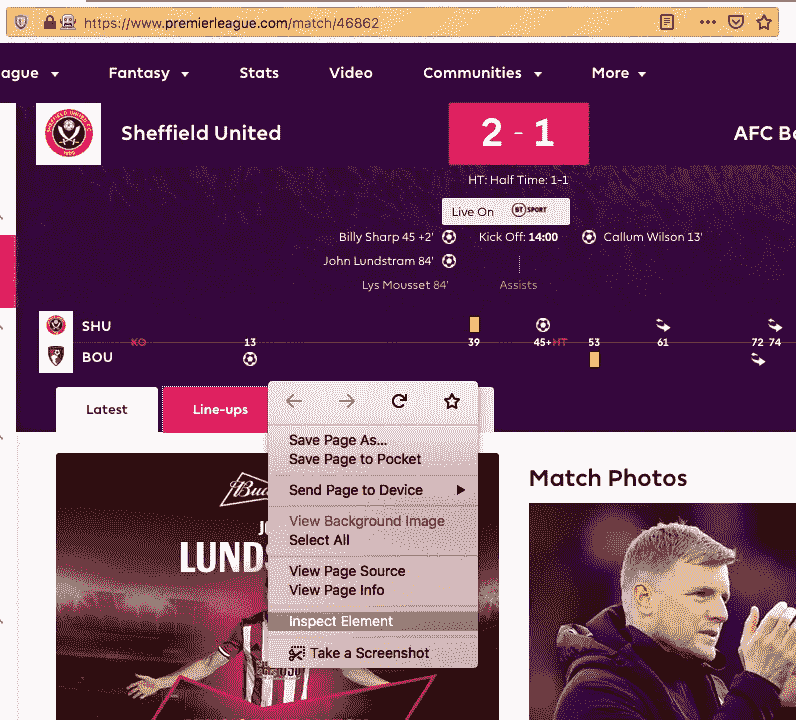 https://www.premierleague.com/match/46862
ague Fantasy Stats Video Communities More
Sheffield United 2 - 1 AFC Bo
HT: Half Time: 1-1
Live On BT SPORT
Billy Sharp 45 +2' Kick Off: 14:00 Callum Wilson 13'
John Lundstram 84'
Lys Mousset 84' Assists
SHU
KO 13 39 45+HT 53 61 72 74
BOU
Latest Line-ups
Save Page As...
Save Page to Pocket
Send Page to Device
View Background Image
Select All
View Page Source
View Page Info
Inspect Element
Take a Screenshot
Match Photos
Bud
JO
LUNDS